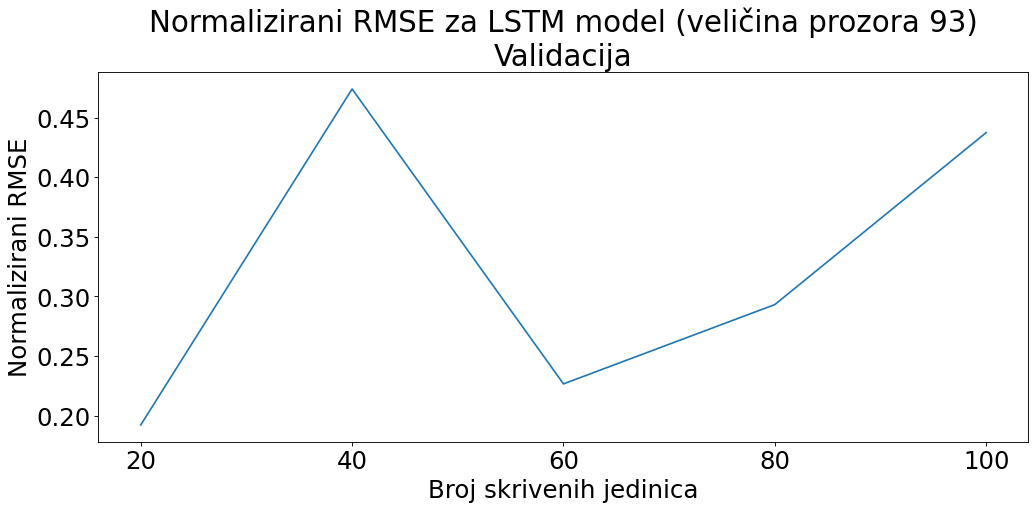 Normalizirani RMSE za LSTM model (veličina prozora 93)
Validacija
Normalizirani RMSE
0.45
0.40
0.35
0.30
0.25
0.20
20 40 60 80 100
Broj skrivenih jedinica